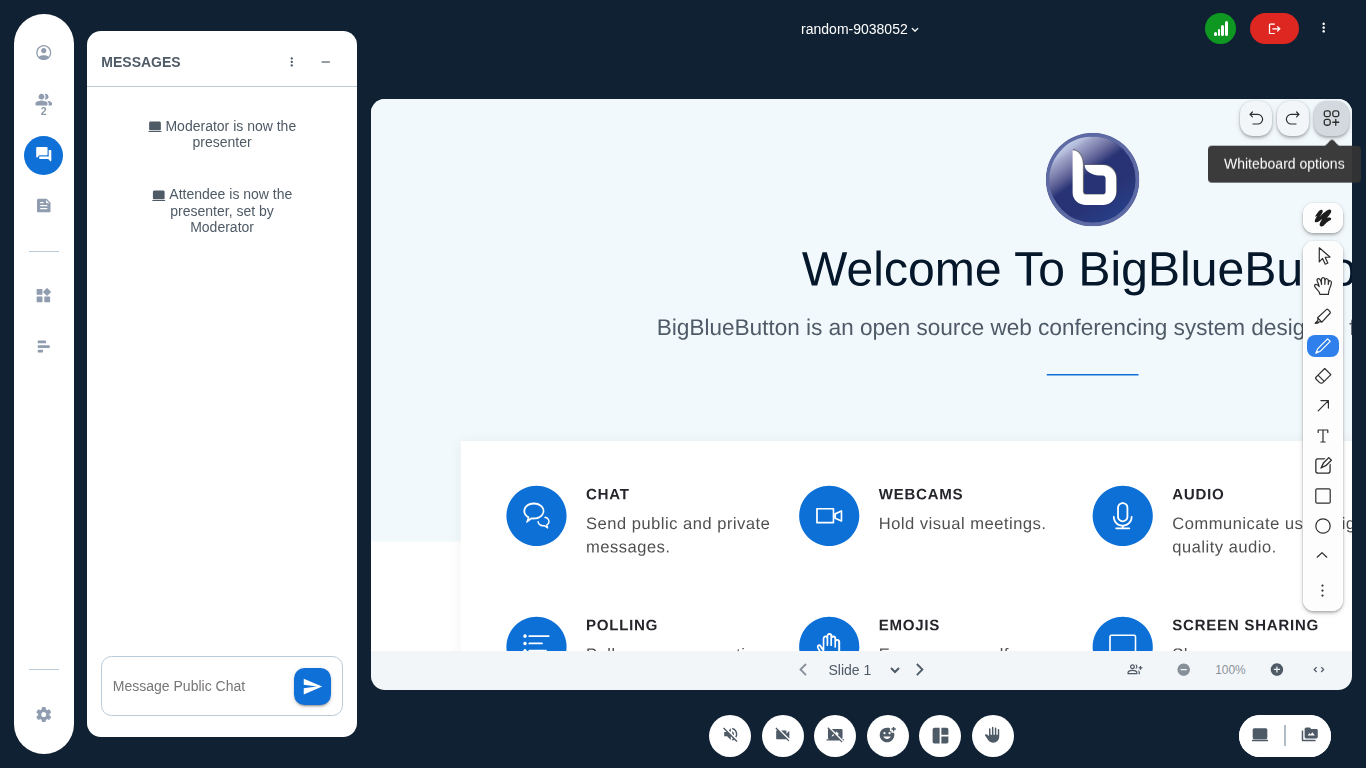 random-9038052
MESSAGES
2
Moderator is now the
presenter
Attendee is now the
presenter, set by
Moderator
Message Public Chat
Whiteboard options
Welcome To BigBlueBu
BigBlueButton is an open source web conferencing system desig
CHAT
Send public and private
messages.
WEBCAMS
Hold visual meetings.
AUDIO
Communicate us
quality audio.
POLLING
EMOJIS
SCREEN SHARING
Slide 1
100%